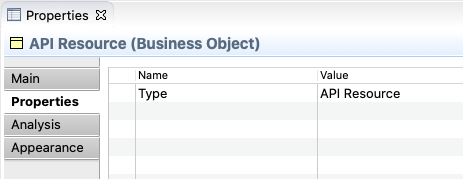 Properties
API Resource (Business Object)
Main
Properties
Analysis
Appearance
Name Value
Type API Resource